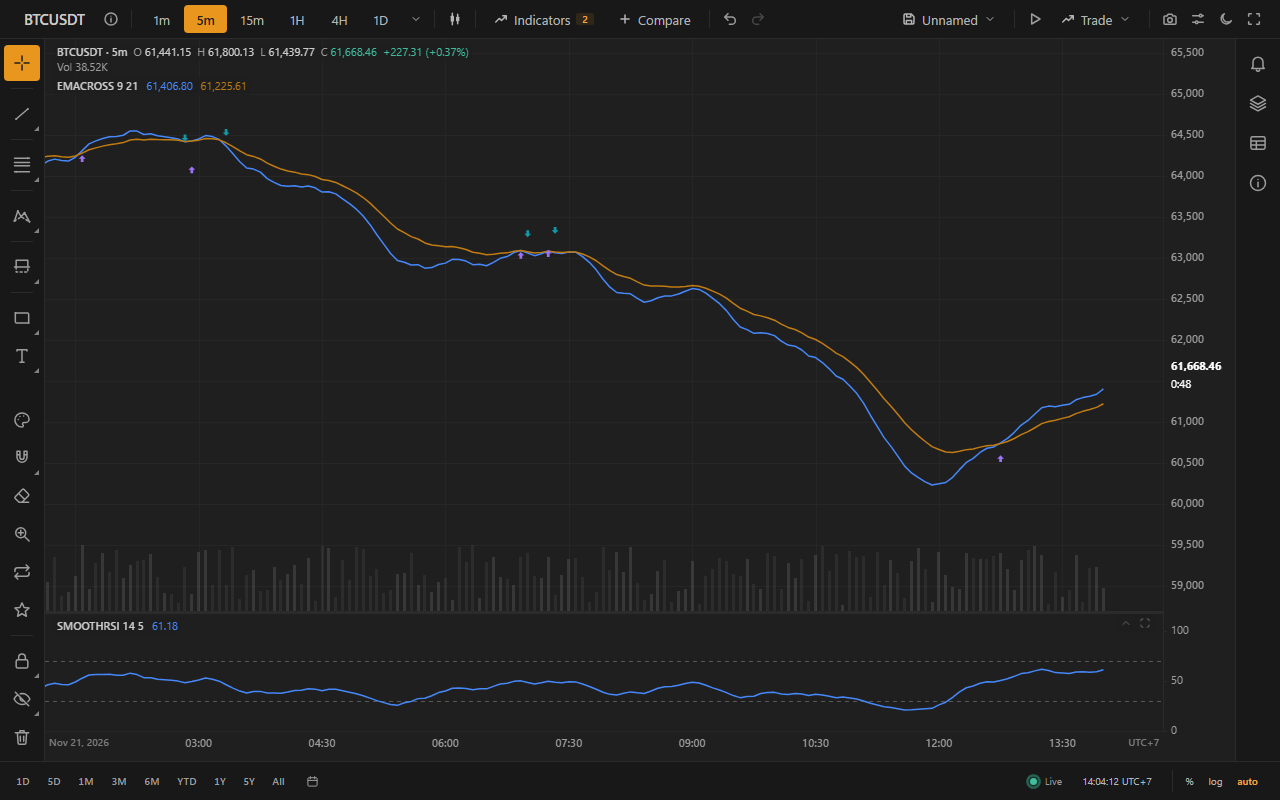 BTCUSDT 1m 5m 15m 1H 4H 1D Indicators 2 Compare Unnamed Trade
BTCUSDT · 5m O 61,441.15 H 61,800.13 L 61,439.77 C 61,668.46 +227.31 (+0.37%)
Vol 38.52K
EMACROSS 9 21 61,406.80 61,225.61
65,500
65,000
64,500
64,000
63,500
63,000
62,500
62,000
61,668.46
0:48
61,000
60,500
60,000
59,500
59,000
SMOOTHRSI 14 5 61.18
100
50
0
Nov 21, 2026 03:00 04:30 06:00 07:30 09:00 10:30 12:00 13:30 UTC+7
1D 5D 1M 3M 6M YTD 1Y 5Y All Live 14:04:12 UTC+7 % log auto